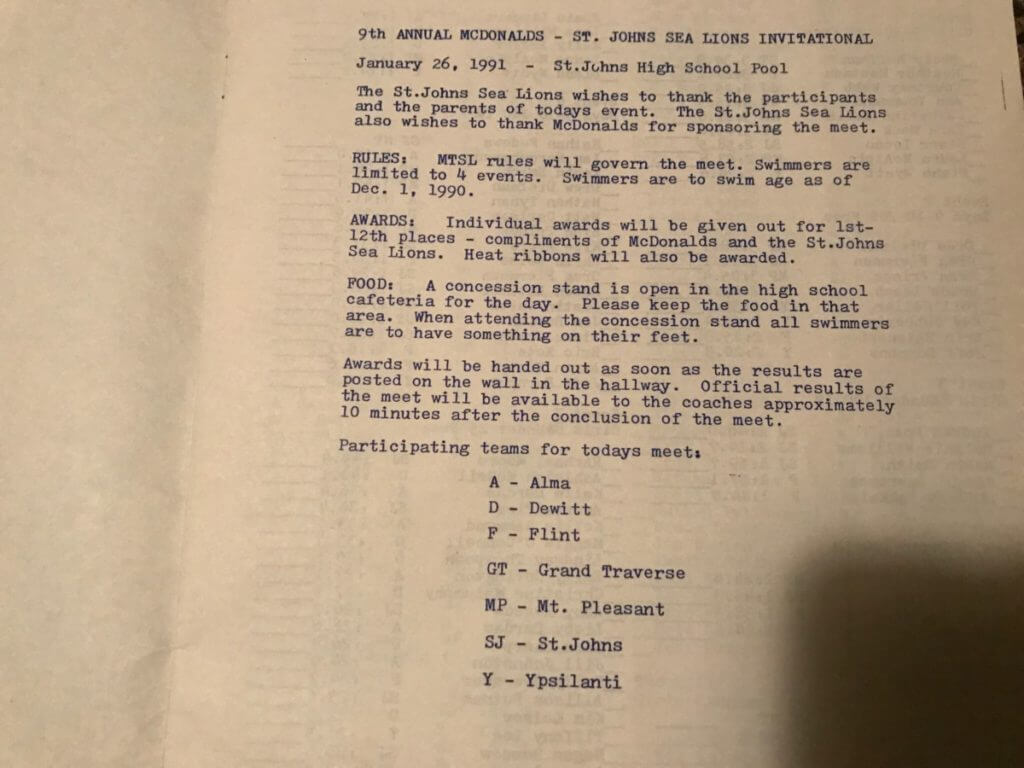 9th ANNUAL MCDONALDS - ST. JOHNS SEA LIONS INVITATIONAL
January 26, 1991 - St.Johns High School Pool
The St.Johns Sea Lions wishes to thank the participants
and the parents of todays event. The St.Johns Sea Lions
also wishes to thank McDonalds for sponsoring the meet.
RULES: MTSL rules will govern the meet. Swimmers are
limited to 4 events. Swimmers are to swim age as of
Dec. 1, 1990.
AWARDS: Individual awards will be given out for 1st-
12th places - compliments of McDonalds and the St.Johns
Sea Lions. Heat ribbons will also be awarded.
FOOD: A concession stand is open in the high school
cafeteria for the day. Please keep the food in that
area. When attending the concession stand all swimmers
are to have something on their feet.
Awards will be handed out as soon as the results are
posted on the wall in the hallway. Official results of
the meet will be available to the coaches approximately
10 minutes after the conclusion of the meet.
Participating teams for todays meet:
A - Alma
D - Dewitt
F - Flint
GT - Grand Traverse
MP - Mt. Pleasant
SJ - St.Johns
Y - Ypsilanti